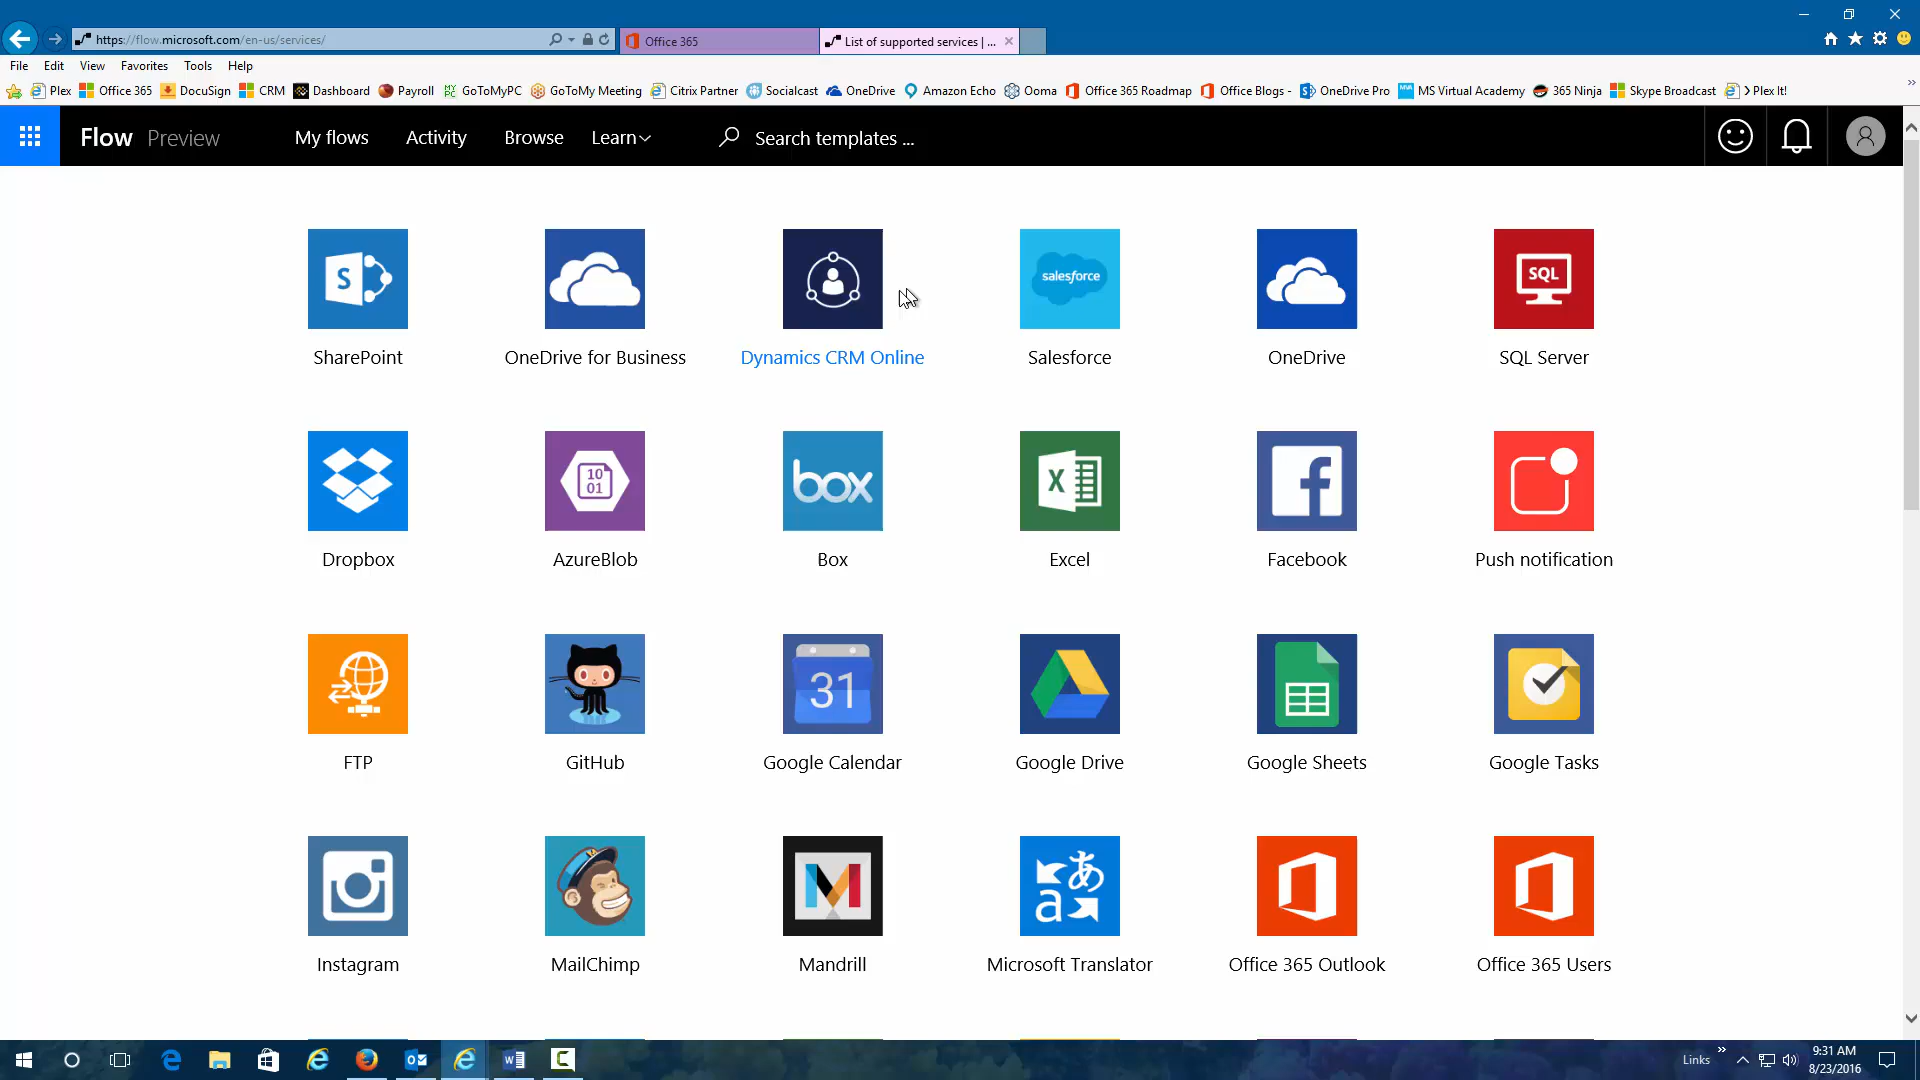 https://flow.microsoft.com/en-us/services/
Office 365
List of supported services | ...
File Edit View Favorites Tools Help
Plex Office 365 DocuSign CRM Dashboard Payroll GoToMyPC GoToMy Meeting Citrix Partner Socialcast OneDrive Amazon Echo Ooma Office 365 Roadmap Office Blogs - OneDrive Pro MS Virtual Academy 365 Ninja Skype Broadcast > Plex It!
Flow Preview My flows Activity Browse Learn Search templates ...
S
salesforce
SQL
SharePoint OneDrive for Business Dynamics CRM Online Salesforce OneDrive SQL Server
10
01
box
X
f
Dropbox AzureBlob Box Excel Facebook Push notification
31
FTP GitHub Google Calendar Google Drive Google Sheets Google Tasks
M
あ
a
Instagram MailChimp Mandrill Microsoft Translator Office 365 Outlook Office 365 Users
Links
9:31 AM
8/23/2016